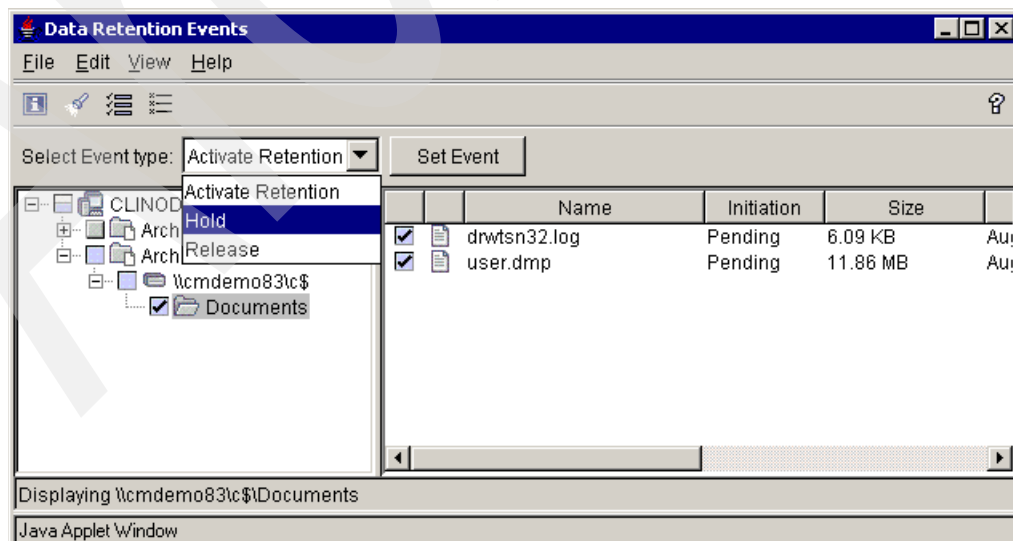 Data Retention Events
File Edit View Help
Select Event type: Activate Retention Set Event
Activate Retention
Hold
Release
CLINOD
Arch
Arch
\\cmdemo83\c$
Documents
Name Initiation Size
drwtsn32.log Pending 6.09 KB Aug
user.dmp Pending 11.86 MB Aug
Displaying \\cmdemo83\c$\Documents
Java Applet Window